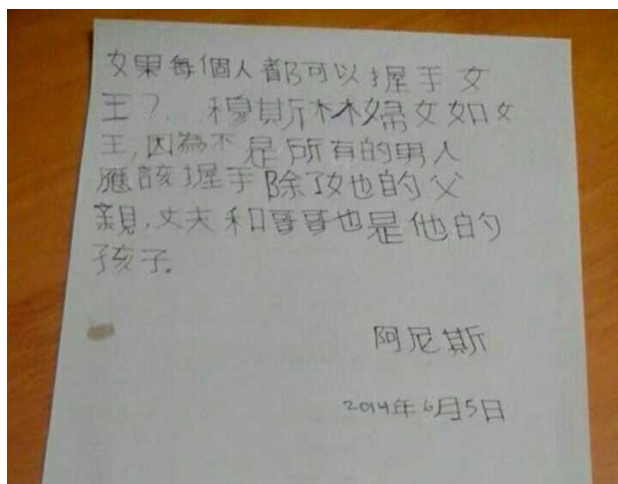 如果每個人都可以握手女
王?. 穆斯林婦女如女
王,因為不是所有的男人
應該握手除了她的父
親,丈夫和哥哥也是他的
孩子.
阿尼斯
2014年6月5日